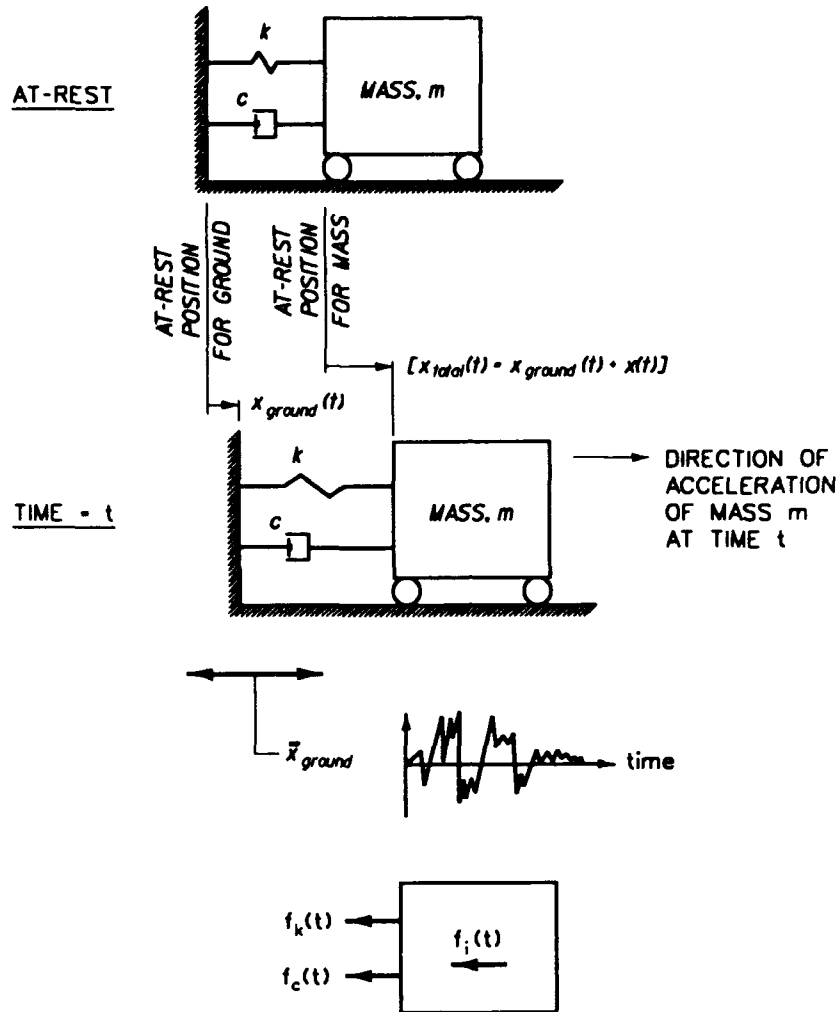 k
AT-REST
MASS, m
c
AT-REST
POSITION
FOR GROUND
AT-REST
POSITION
FOR MASS
[x_total(t) = x_ground(t) + x(t)]
x_ground(t)
k
DIRECTION OF
ACCELERATION
OF MASS m
AT TIME t
TIME = t
MASS, m
c
ẍ_ground
time
f_k(t)
f_i(t)
f_c(t)